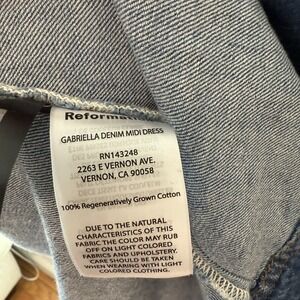 Reformati
GABRIELLA DENIM MIDI DRESS
RN143248
2263 E VERNON AVE.
VERNON, CA 90058
100% Regeneratively Grown Cotton
DUE TO THE NATURAL
CHARACTERISTICS OF THIS
FABRIC THE COLOR MAY RUB
OFF ON LIGHT COLORED
FABRICS AND UPHOLSTERY.
CARE SHOULD BE TAKEN
WHEN WEARING WITH LIGHT
COLORED CLOTHING.